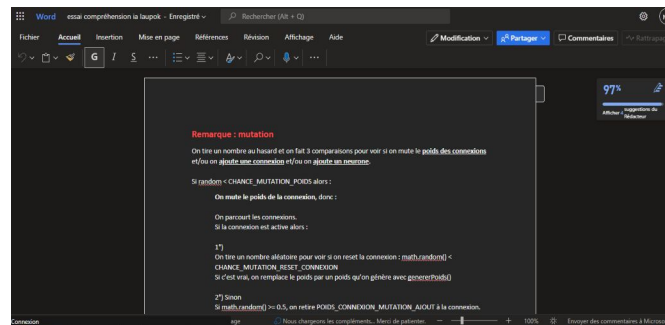 Word essai compréhension ia laupok - Enregistré
Rechercher (Alt + Q)
Fichier Accueil Insertion Mise en page Références Révision Affichage Aide
Modification Partager Commentaires Rattrapage
G I S
97%
Afficher suggestions du Rédacteur
Remarque : mutation
On tire un nombre au hasard et on fait 3 comparaisons pour voir si on mute le poids des connexions
et/ou on ajoute une connexion et/ou on ajoute un neurone.
Si random < CHANCE_MUTATION_POIDS alors :
On mute le poids de la connexion, donc :
On parcourt les connexions.
Si la connexion est active alors :
1°)
On tire un nombre aléatoire pour voir si on reset la connexion : math.random() <
CHANCE_MUTATION_RESET_CONNEXION
Si c'est vrai, on remplace le poids par un poids qu'on génère avec genererPoids()
2°) Sinon
Si math.random() >= 0.5, on retire POIDS_CONNEXION_MUTATION_AJOUT à la connexion.
Connexion age Nous chargeons les compléments... Merci de patienter. 100% Envoyer des commentaires à Micros